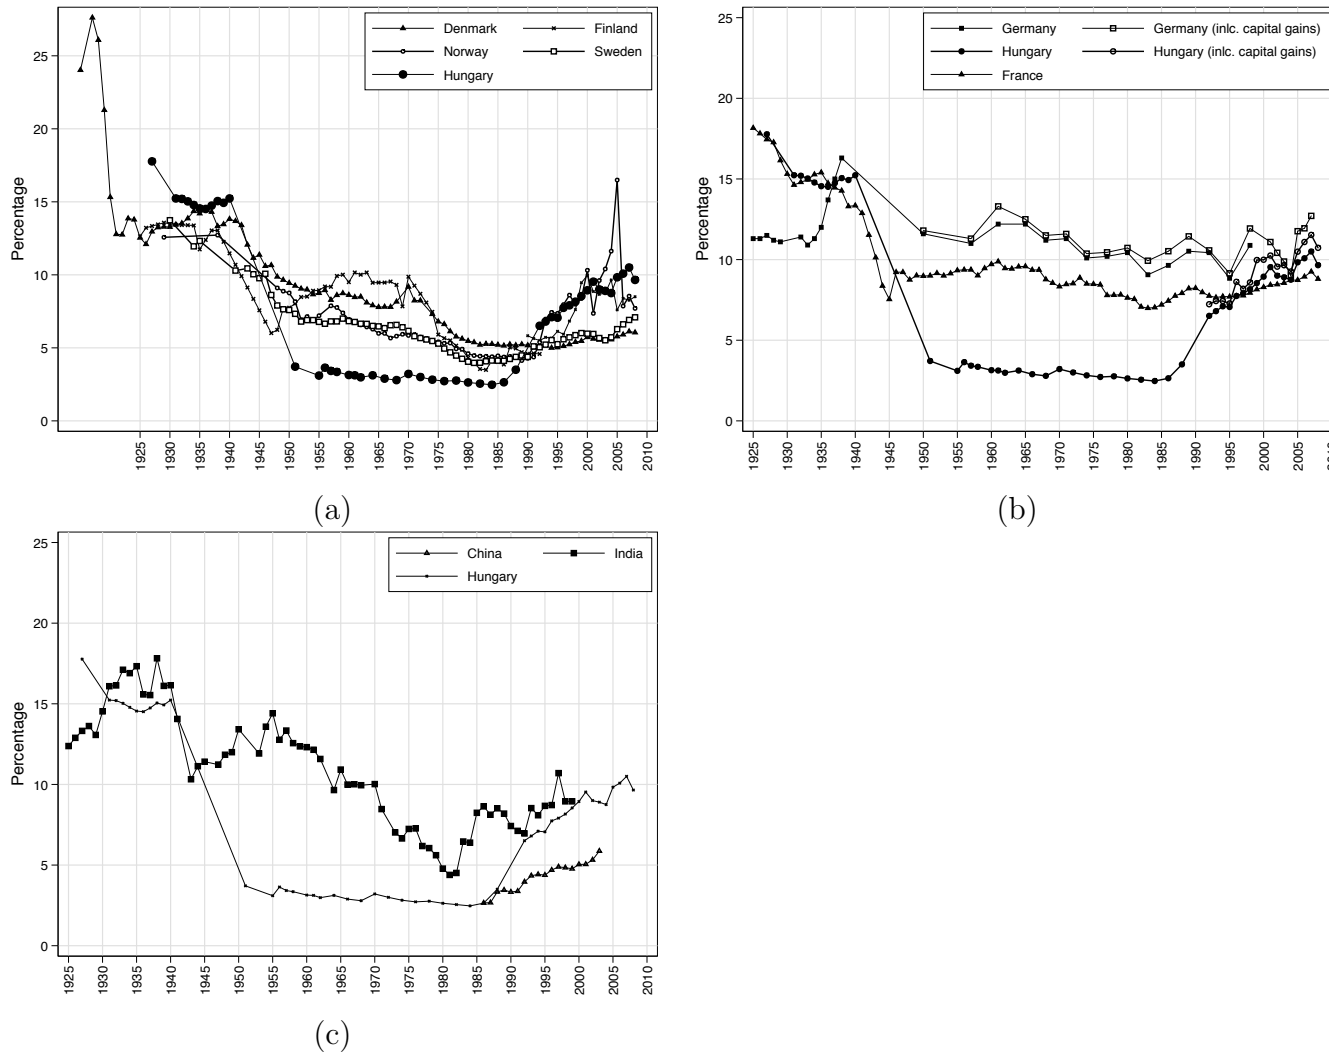 Denmark Finland
Norway Sweden
Hungary
Percentage
25
20
15
10
5
0
1925 1930 1935 1940 1945 1950 1955 1960 1965 1970 1975 1980 1985 1990 1995 2000 2005 2010
(a)
Germany Germany (inlc. capital gains)
Hungary Hungary (inlc. capital gains)
France
Percentage
25
20
15
10
5
0
1925 1930 1935 1940 1945 1950 1955 1960 1965 1970 1975 1980 1985 1990 1995 2000 2005 2010
(b)
China India
Hungary
Percentage
25
20
15
10
5
0
1925 1930 1935 1940 1945 1950 1955 1960 1965 1970 1975 1980 1985 1990 1995 2000 2005 2010
(c)